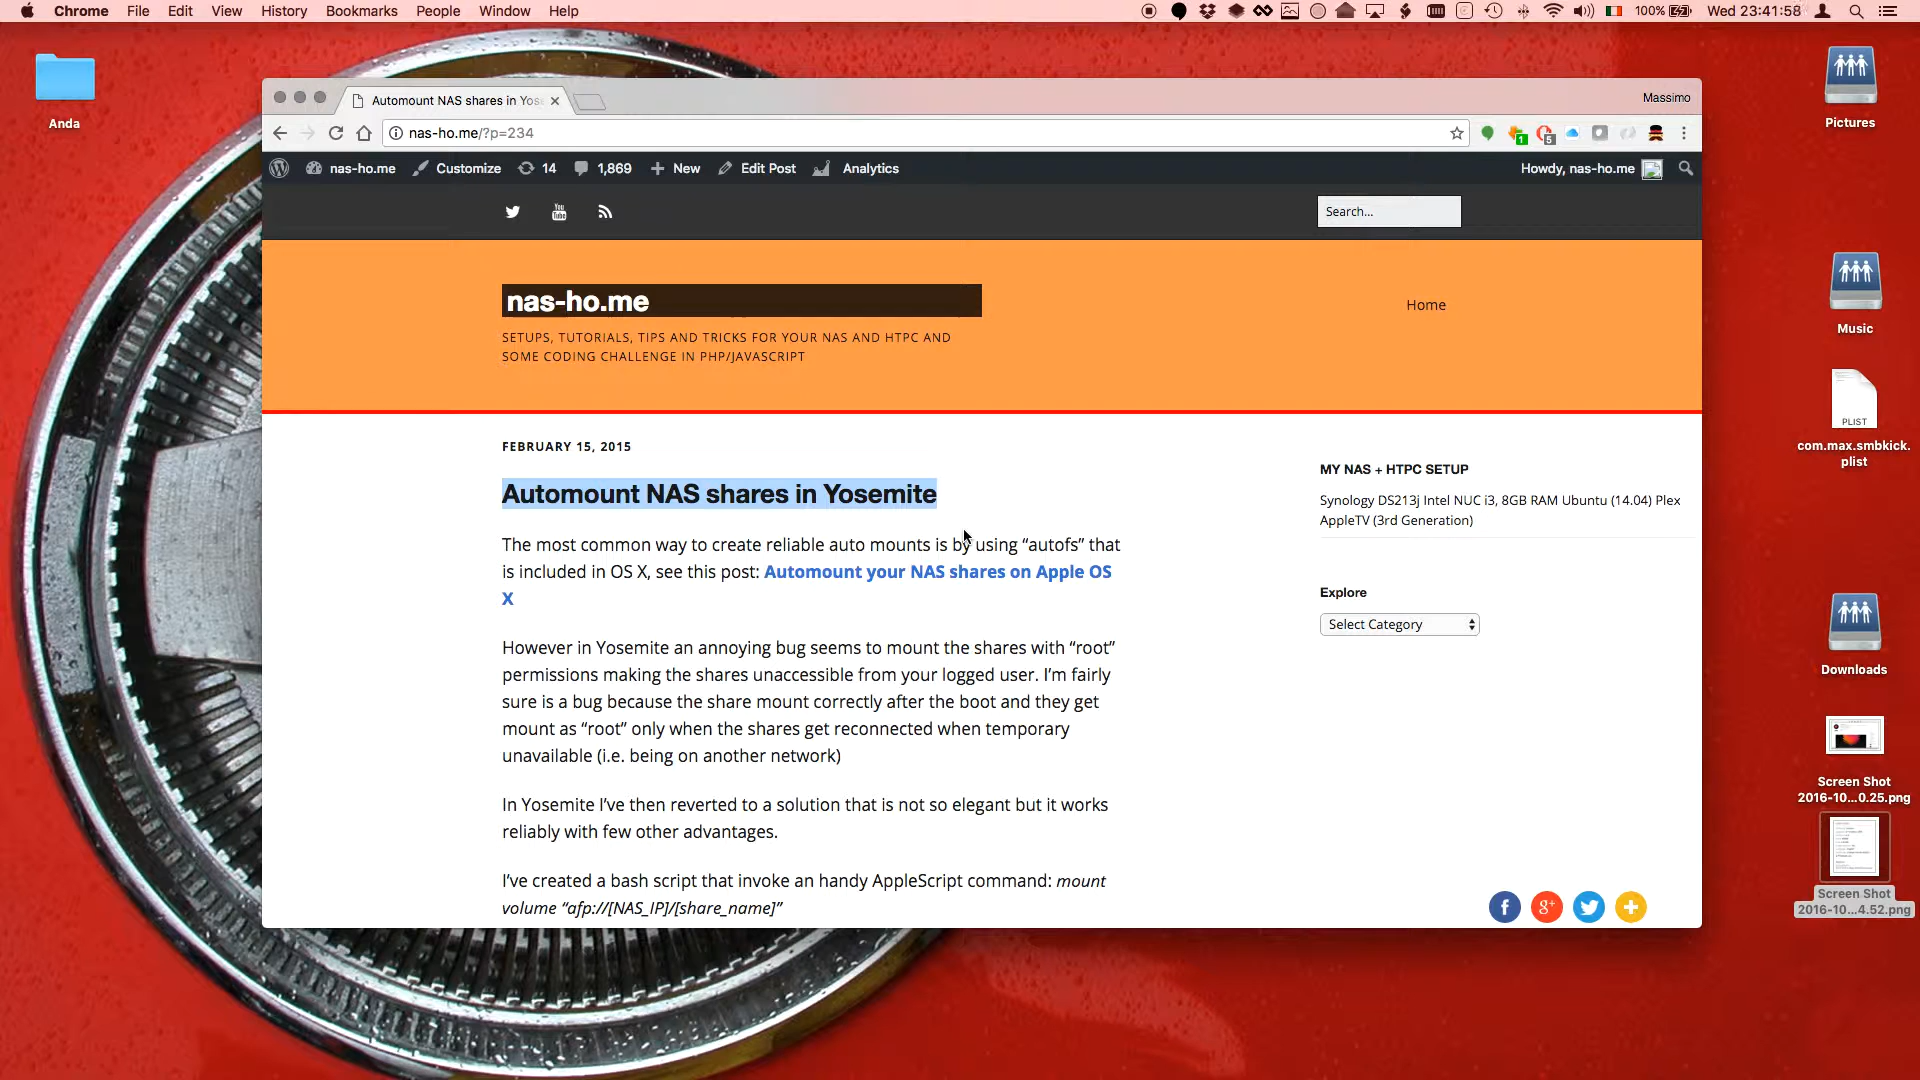 Chrome File Edit View History Bookmarks People Window Help 100% Wed 23:41:58
Anda
Pictures
Music
PLIST
com.max.smbkick.
plist
Downloads
Screen Shot
2016-10...0.25.png
Screen Shot
2016-10...4.52.png
Automount NAS shares in Yose
Massimo
nas-ho.me/?p=234
1
5
nas-ho.me Customize 14 1,869 New Edit Post Analytics Howdy, nas-ho.me
You
Tube
Search...
nas-ho.me
Home
SETUPS, TUTORIALS, TIPS AND TRICKS FOR YOUR NAS AND HTPC AND
SOME CODING CHALLENGE IN PHP/JAVASCRIPT
FEBRUARY 15, 2015
Automount NAS shares in Yosemite
The most common way to create reliable auto mounts is by using “autofs” that
is included in OS X, see this post: Automount your NAS shares on Apple OS
X
However in Yosemite an annoying bug seems to mount the shares with “root”
permissions making the shares unaccessible from your logged user. I’m fairly
sure is a bug because the share mount correctly after the boot and they get
mount as “root” only when the shares get reconnected when temporary
unavailable (i.e. being on another network)
In Yosemite I’ve then reverted to a solution that is not so elegant but it works
reliably with few other advantages.
I’ve created a bash script that invoke an handy AppleScript command: mount
volume “afp://[NAS_IP]/[share_name]”
MY NAS + HTPC SETUP
Synology DS213j Intel NUC i3, 8GB RAM Ubuntu (14.04) Plex
AppleTV (3rd Generation)
Explore
Select Category